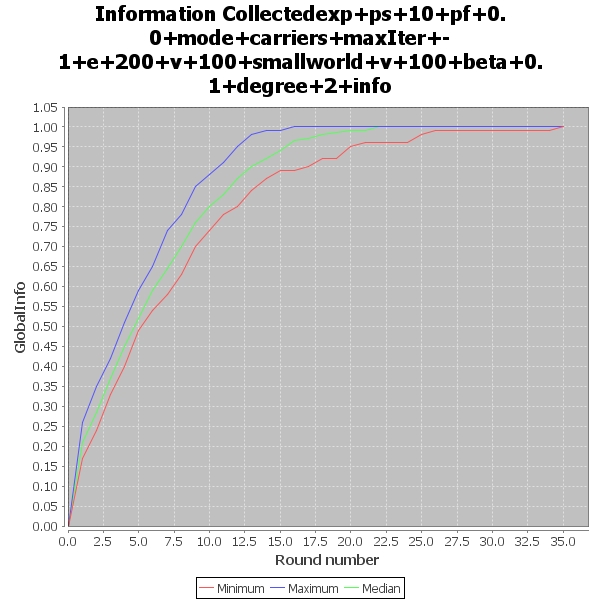 Information Collectedexp+ps+10+pf+0.
0+mode+carriers+maxIter+-
1+e+200+v+100+smallworld+v+100+beta+0.
1+degree+2+info
1.05
1.00
0.95
0.90
0.85
0.80
0.75
0.70
0.65
0.60
0.55
0.50
0.45
0.40
0.35
0.30
0.25
0.20
0.15
0.10
0.05
0.00
GlobalInfo
0.0 2.5 5.0 7.5 10.0 12.5 15.0 17.5 20.0 22.5 25.0 27.5 30.0 32.5 35.0
Round number
Minimum Maximum Median